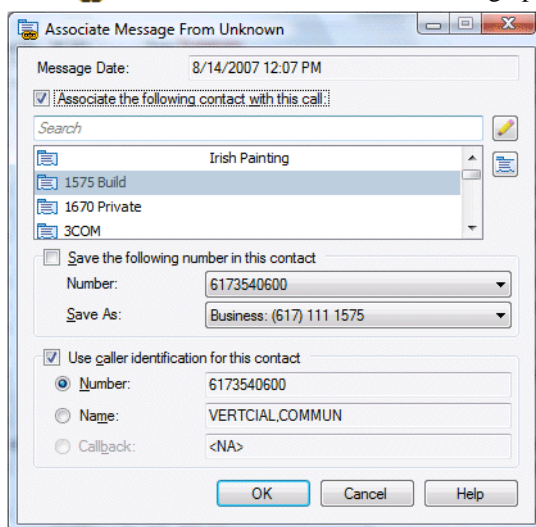 Associate Message From Unknown
Message Date: 8/14/2007 12:07 PM
Associate the following contact with this call:
Search
Irish Painting
1575 Build
1670 Private
3COM
Save the following number in this contact
Number: 6173540600
Save As: Business: (617) 111 1575
Use caller identification for this contact
Number: 6173540600
Name: VERTCIAL,COMMUN
Callback: <NA>
OK Cancel Help